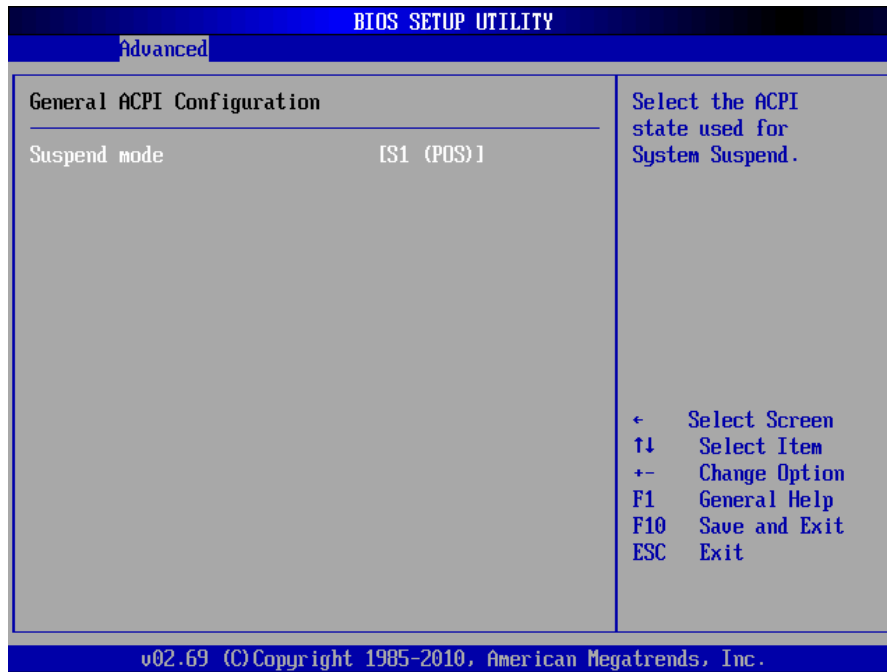 BIOS SETUP UTILITY
Advanced
General ACPI Configuration
Suspend mode [S1 (POS)]
Select the ACPI
state used for
System Suspend.
← Select Screen
↑↓ Select Item
+- Change Option
F1 General Help
F10 Save and Exit
ESC Exit
v02.69 (C)Copyright 1985-2010, American Megatrends, Inc.